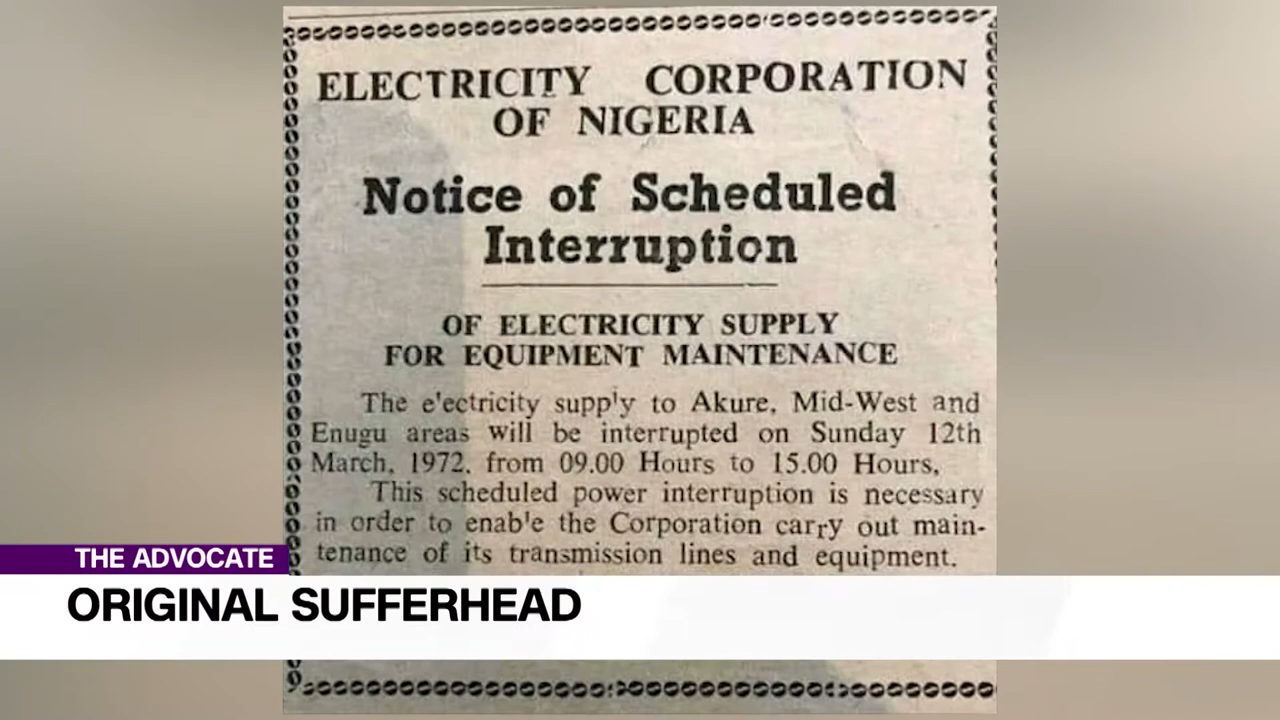 ELECTRICITY CORPORATION
OF NIGERIA
Notice of Scheduled
Interruption
OF ELECTRICITY SUPPLY
FOR EQUIPMENT MAINTENANCE
The e'ectricity supp'y to Akure, Mid-West and
Enugu areas will be interrupted on Sunday 12th
March, 1972, from 09.00 Hours to 15.00 Hours,
This scheduled power interruption is necessary
in order to enab'e the Corporation carry out main-
tenance of its transmission lines and equipment.
THE ADVOCATE
ORIGINAL SUFFERHEAD